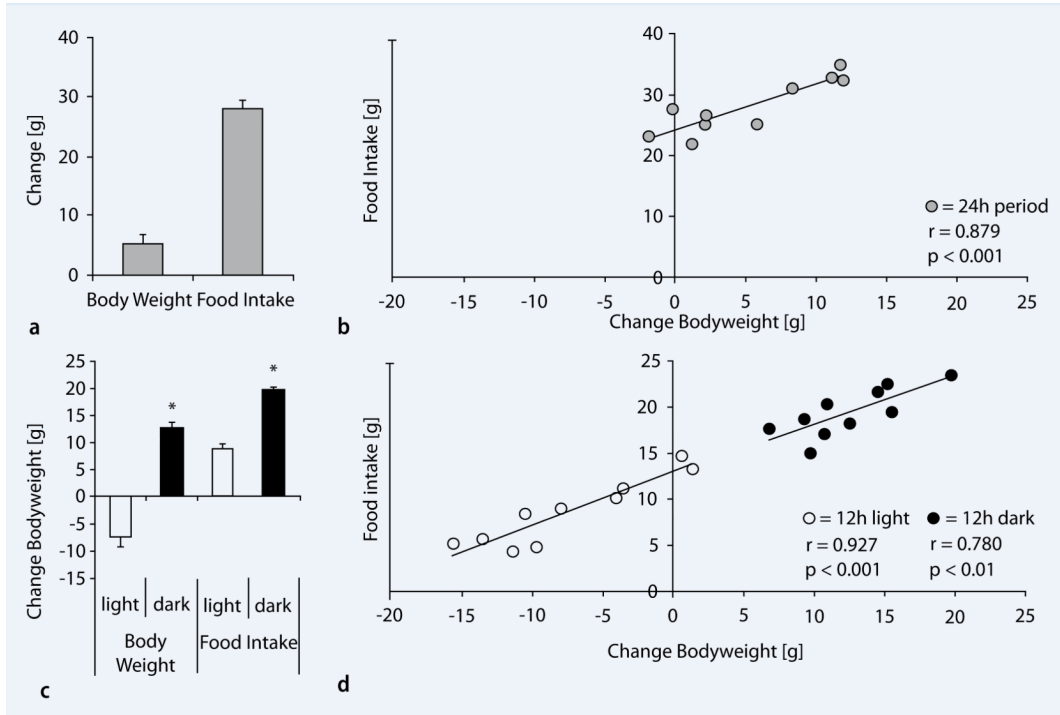 40
30
20
10
0
Change [g]
Body Weight Food Intake
a
40
30
20
10
0
Food Intake [g]
-20 -15 -10 -5 0 5 10 15 20 25
Change Bodyweight [g]
= 24h period
r = 0.879
p < 0.001
b
25
20
15
10
5
0
-5
-10
-15
Change Bodyweight [g]
* *
light dark light dark
Body Food Intake
Weight
c
25
20
15
10
5
0
Food intake [g]
-20 -15 -10 -5 0 5 10 15 20 25
Change Bodyweight [g]
= 12h light = 12h dark
r = 0.927 r = 0.780
p < 0.001 p < 0.01
d